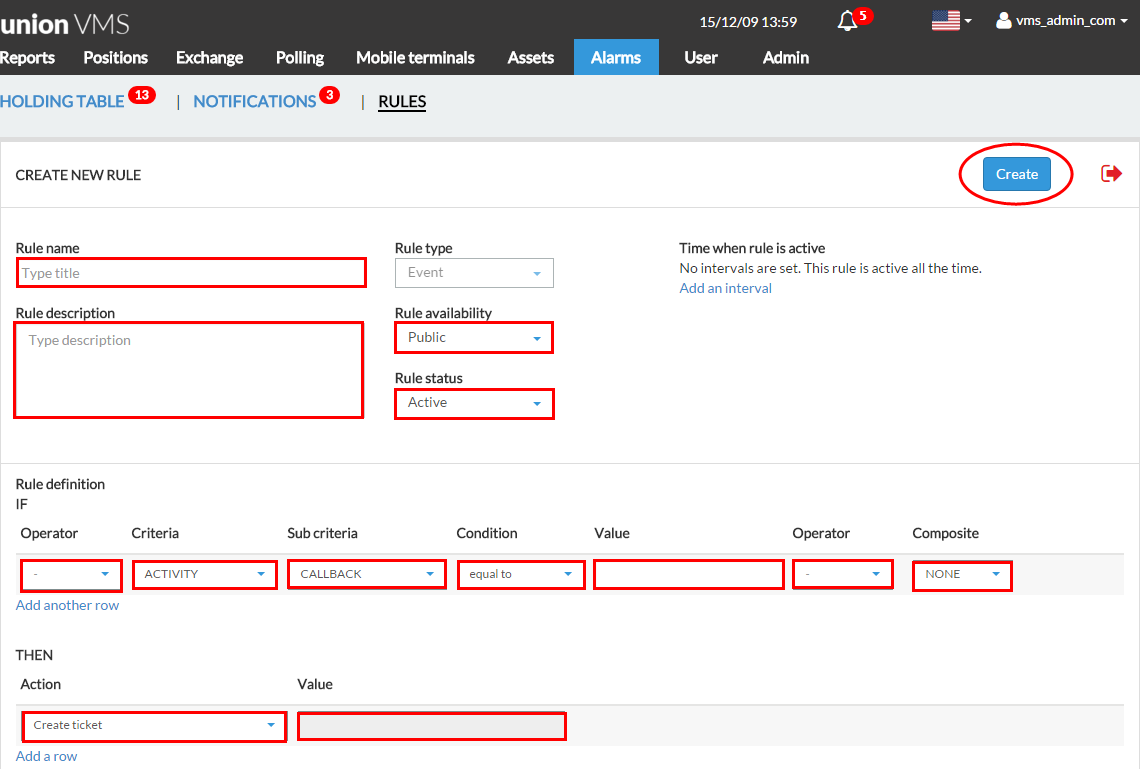 union VMS
15/12/09 13:59
5
vms_admin_com
Reports Positions Exchange Polling Mobile terminals Assets Alarms User Admin
HOLDING TABLE 13 | NOTIFICATIONS 3 | RULES
CREATE NEW RULE
Create
Rule name
Type title
Rule description
Type description
Rule type
Event
Rule availability
Public
Rule status
Active
Time when rule is active
No intervals are set. This rule is active all the time.
Add an interval
Rule definition
IF
Operator Criteria Sub criteria Condition Value Operator Composite
- ACTIVITY CALLBACK equal to - NONE
Add another row
THEN
Action Value
Create ticket
Add a row